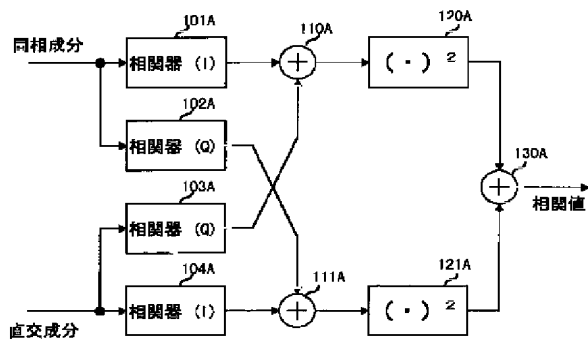 同相成分
101A
相関器 (I)
110A
+
120A
(・)²
102A
相関器 (Q)
103A
相関器 (Q)
130A
+
相関値
104A
相関器 (I)
111A
+
121A
(・)²
直交成分